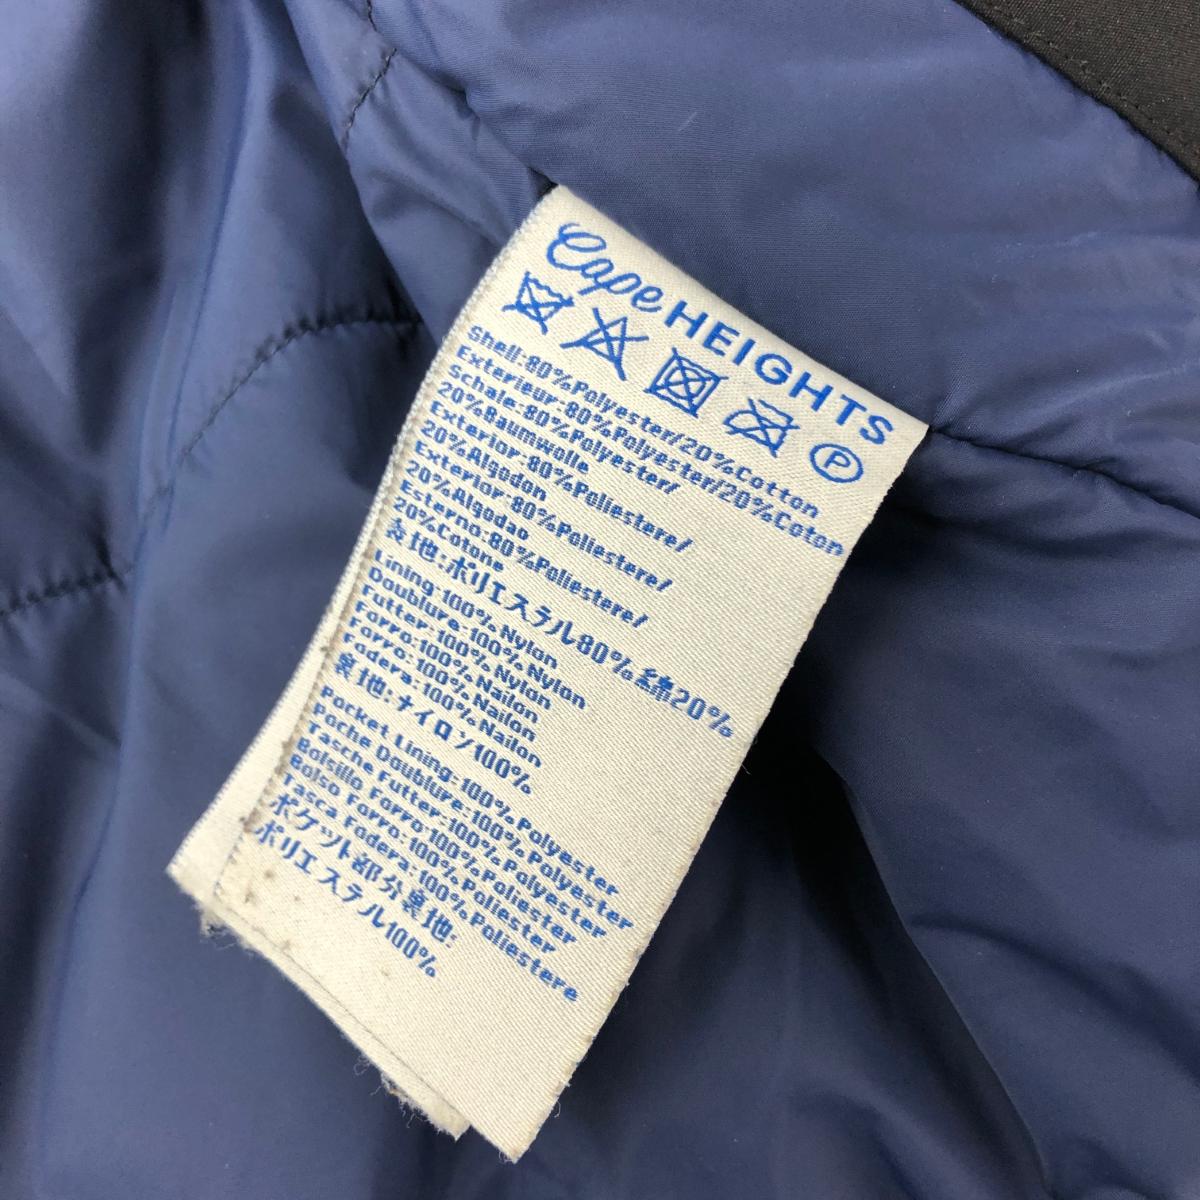 Cape HEIGHTS
P
Shell:80%Polyester/20%Cotton
Exterieur:80%Polyester/20%Coton
Schale:80%Polyester/
20%Baumwolle
Exterior:80%Poliestere/
20%Algodon
Exterior:80%Poliestere/
20%Algodao
Esterno:80%Poliestere/
20%Cotone
表地:ポリエステル80%綿20%
Lining:100%Nylon
Doublure:100%Nylon
Futter:100%Nylon
Forro:100%Nailon
Forro:100%Nailon
Fodera:100%Nailon
裏地:ナイロン100%
Pocket Lining:100%Polyester
Poche Doublure:100%Polyester
Tasche Futter:100%Polyester
Bolsillo Forro:100%Poliester
Bolso Forro:100%Poliester
Tasca Fodera:100%Poliestere
ポケット部分裏地:
ポリエステル100%